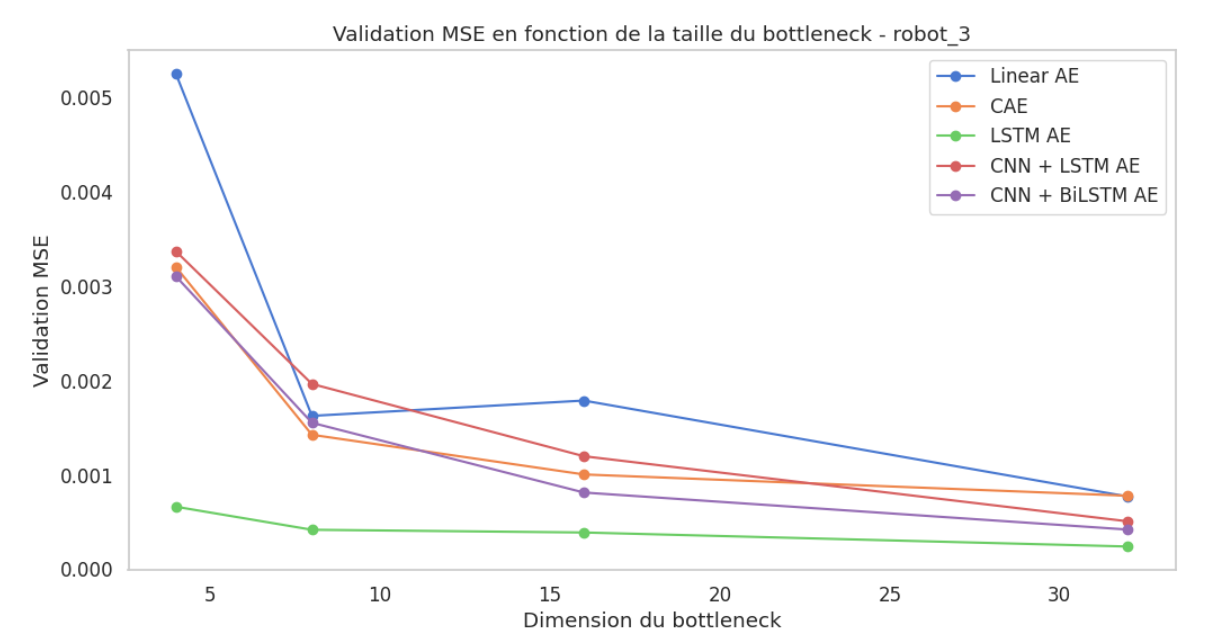 Validation MSE en fonction de la taille du bottleneck - robot_3
Linear AE
CAE
LSTM AE
CNN + LSTM AE
CNN + BiLSTM AE
Validation MSE
0.005
0.004
0.003
0.002
0.001
0.000
5 10 15 20 25 30
Dimension du bottleneck